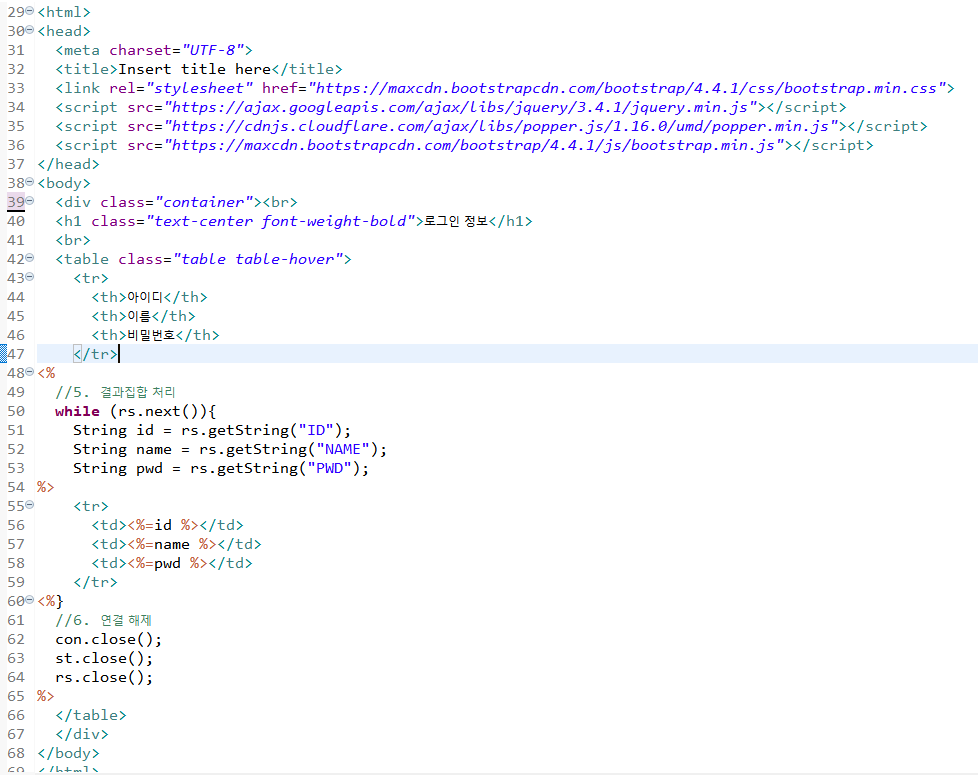 29 <html>
30 <head>
31 <meta charset="UTF-8">
32 <title>Insert title here</title>
33 <link rel="stylesheet" href="https://maxcdn.bootstrapcdn.com/bootstrap/4.4.1/css/bootstrap.min.css">
34 <script src="https://ajax.googleapis.com/ajax/libs/jquery/3.4.1/jquery.min.js"></script>
35 <script src="https://cdnjs.cloudflare.com/ajax/libs/popper.js/1.16.0/umd/popper.min.js"></script>
36 <script src="https://maxcdn.bootstrapcdn.com/bootstrap/4.4.1/js/bootstrap.min.js"></script>
37 </head>
38 <body>
39 <div class="container"><br>
40 <h1 class="text-center font-weight-bold">로그인 정보</h1>
41 <br>
42 <table class="table table-hover">
43 <tr>
44 <th>아이디</th>
45 <th>이름</th>
46 <th>비밀번호</th>
47 </tr>
48 <%
49 //5. 결과집합 처리
50 while (rs.next()){
51 String id = rs.getString("ID");
52 String name = rs.getString("NAME");
53 String pwd = rs.getString("PWD");
54 %>
55 <tr>
56 <td><%=id %></td>
57 <td><%=name %></td>
58 <td><%=pwd %></td>
59 </tr>
60 <%}
61 //6. 연결 해제
62 con.close();
63 st.close();
64 rs.close();
65 %>
66 </table>
67 </div>
68 </body>
69 </html>